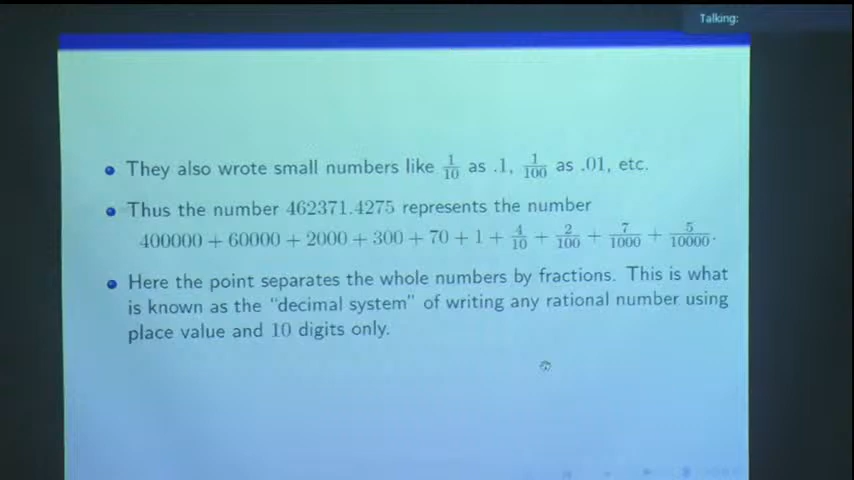 Talking:
They also wrote small numbers like 1/10 as .1, 1/100 as .01, etc.
Thus the number 462371.4275 represents the number
400000 + 60000 + 2000 + 300 + 70 + 1 + 4/10 + 2/100 + 7/1000 + 5/10000.
Here the point separates the whole numbers by fractions. This is what
is known as the "decimal system" of writing any rational number using
place value and 10 digits only.